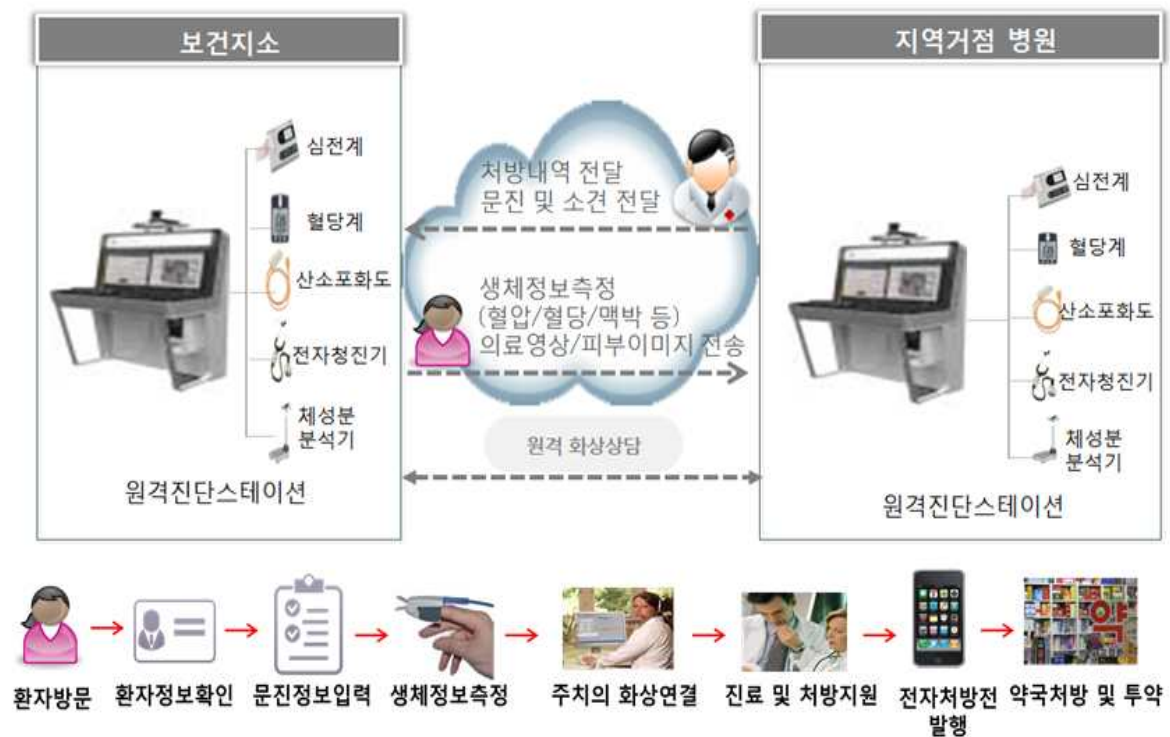 보건지소
지역거점 병원
심전계
혈당계
산소포화도
전자청진기
체성분
분석기
원격진단스테이션
처방내역 전달
문진 및 소견 전달
생체정보측정
(혈압/혈당/맥박 등)
의료영상/피부이미지 전송
원격 화상상담
심전계
혈당계
산소포화도
전자청진기
체성분
분석기
원격진단스테이션
약
환자방문
환자정보확인
문진정보입력
생체정보측정
주치의 화상연결
진료 및 처방지원
전자처방전
발행
약국처방 및 투약